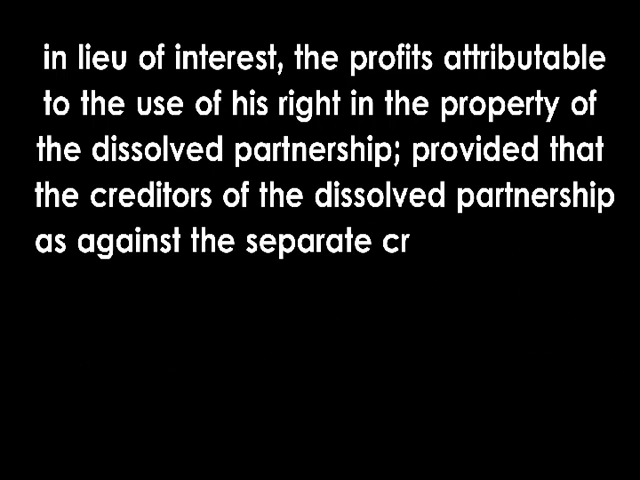 in lieu of interest, the profits attributable
to the use of his right in the property of
the dissolved partnership; provided that
the creditors of the dissolved partnership
as against the separate cr